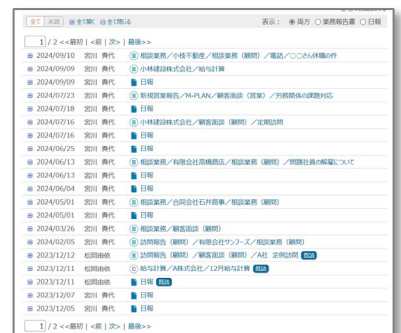 全て 未読 全て開く 全て閉じる 表示： 両方 業務報告書 日報
1 / 2 <<最初 | <前 | 次> | 最後>>
2024/09/10 宮川 貴代 B 相談業務／小枝不動産／相談業務（顧問）／電話／○○さん休職の件
2024/09/09 宮川 貴代 B 小林建設株式会社／給与計算
2024/09/09 宮川 貴代 日報
2024/07/23 宮川 貴代 B 新規営業報告／M-PLAN／顧客面談（営業）／労務関係の課題対応
2024/07/18 宮川 貴代 日報
2024/07/16 宮川 貴代 B 小林建設株式会社／顧客面談（顧問）／定期訪問
2024/07/16 宮川 貴代 日報
2024/06/25 宮川 貴代 日報
2024/06/13 宮川 貴代 B 相談業務／有限会社高橋商店／相談業務（顧問）／問題社員の解雇について
2024/06/13 宮川 貴代 日報
2024/06/04 宮川 貴代 日報
2024/05/01 宮川 貴代 B 相談業務／合同会社石井商事／相談業務（顧問）
2024/05/01 宮川 貴代 日報
2024/03/26 宮川 貴代 B 相談業務／顧客面談（顧問）
2024/02/05 宮川 貴代 B 訪問報告（顧問）／有限会社サンフーズ／相談業務（顧問）
2023/12/12 松岡由依 B 訪問報告（顧問）／顧客面談（顧問）／A社 定例訪問 既読
2023/12/11 松岡由依 C 給与計算／A株式会社／12月給与計算 既読
2023/12/11 松岡由依 日報 既読
2023/12/07 宮川 貴代 日報
2023/12/05 宮川 貴代 日報
1 / 2 <<最初 | <前 | 次> | 最後>>